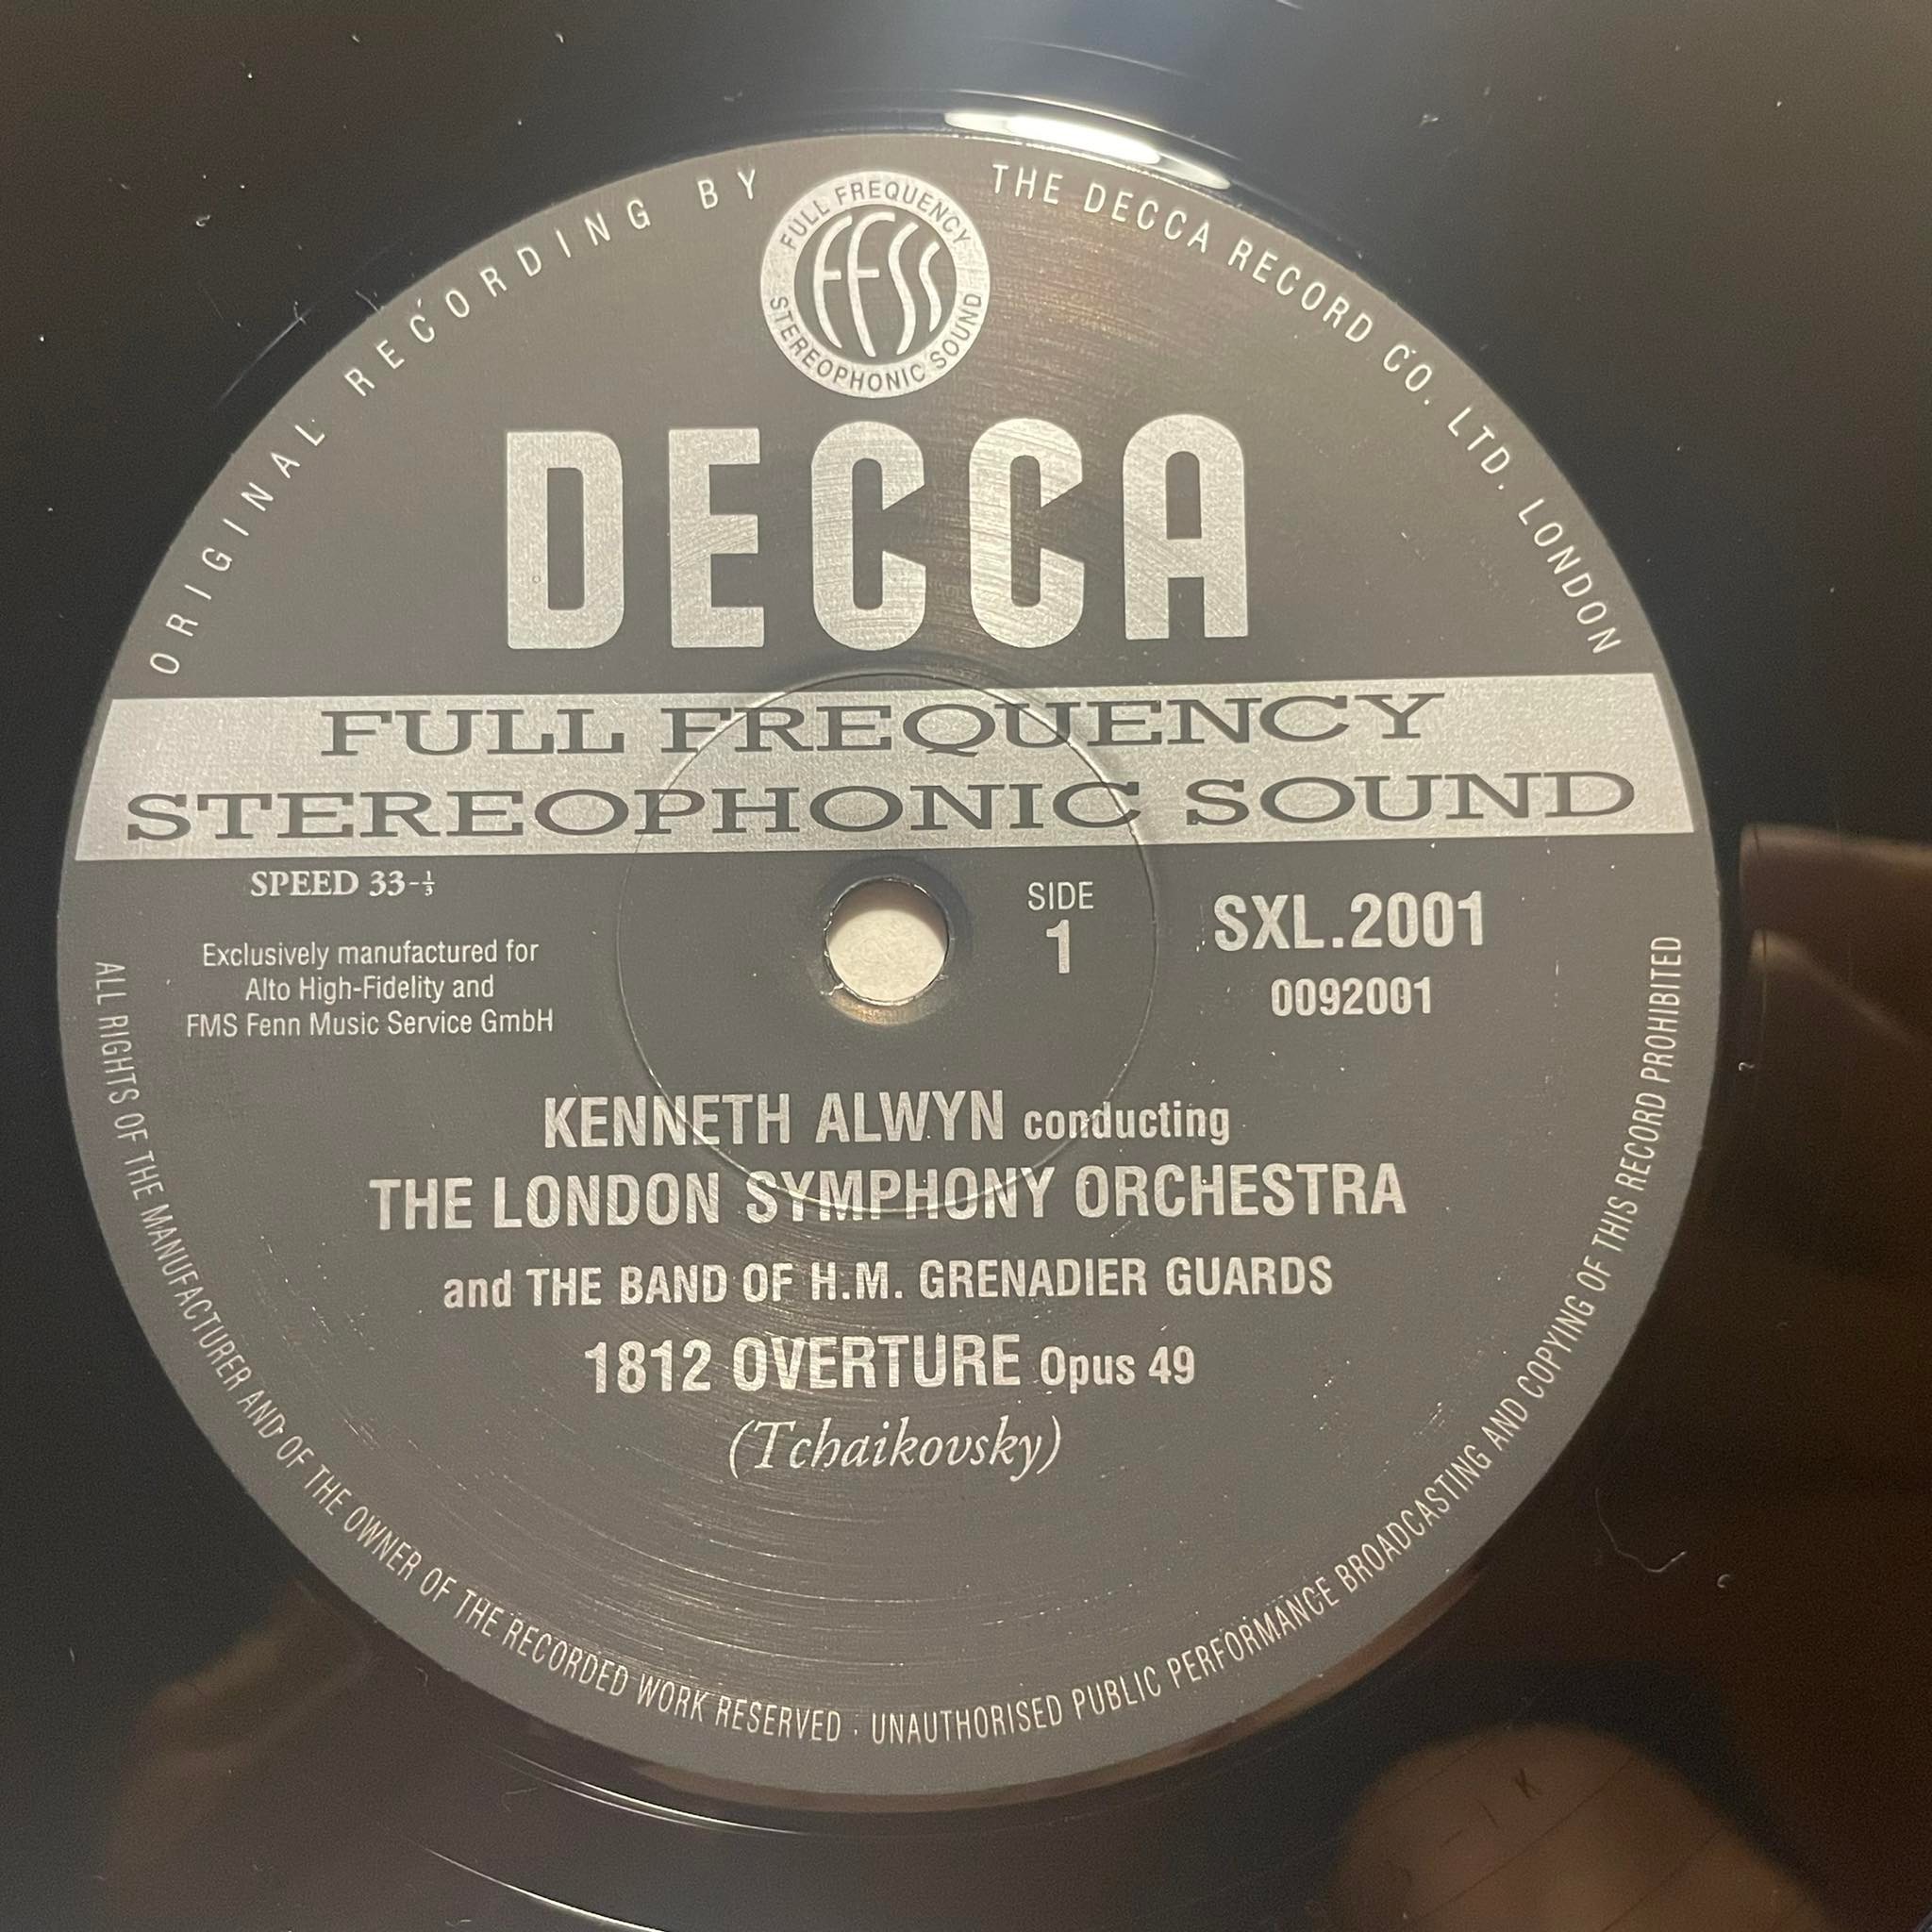 ORIGINAL RECORDING BY
THE DECCA RECORD CO. LTD. LONDON
FULL FREQUENCY
FFSS
STEREOPHONIC SOUND
DECCA
FULL FREQUENCY
STEREOPHONIC SOUND
SPEED 33-⅓
Exclusively manufactured for
Alto High-Fidelity and
FMS Fenn Music Service GmbH
SIDE
1
SXL.2001
0092001
KENNETH ALWYN conducting
THE LONDON SYMPHONY ORCHESTRA
and THE BAND OF H.M. GRENADIER GUARDS
1812 OVERTURE Opus 49
(Tchaikovsky)
ALL RIGHTS OF THE MANUFACTURER AND OF THE OWNER OF THE RECORDED WORK RESERVED · UNAUTHORISED PUBLIC PERFORMANCE BROADCASTING AND COPYING OF THIS RECORD PROHIBITED